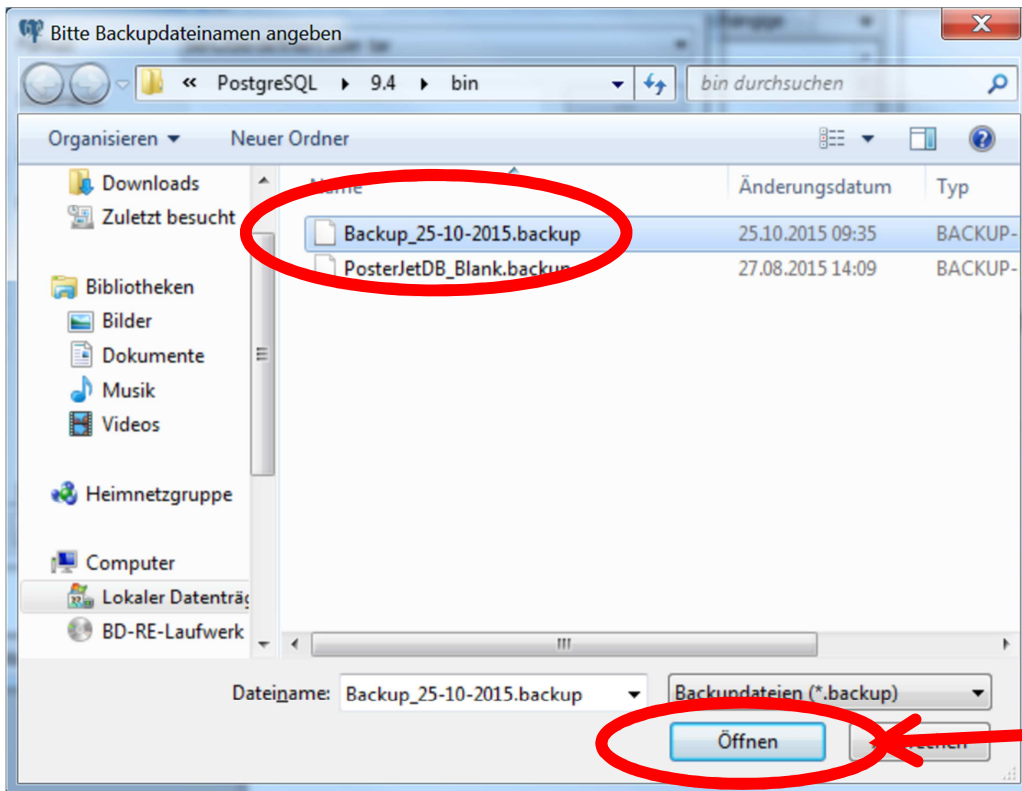 Bitte Backupdateinamen angeben
X
« PostgreSQL 9.4 bin
bin durchsuchen
Organisieren Neuer Ordner
Downloads
Zuletzt besucht
Bibliotheken
Bilder
Dokumente
Musik
Videos
Heimnetzgruppe
Computer
Lokaler Datenträg
BD-RE-Laufwerk
Änderungsdatum Typ
Backup_25-10-2015.backup 25.10.2015 09:35 BACKUP-
PosterJetDB_Blank.backup 27.08.2015 14:09 BACKUP-
Dateiname: Backup_25-10-2015.backup Backupdateien (*.backup)
Öffnen